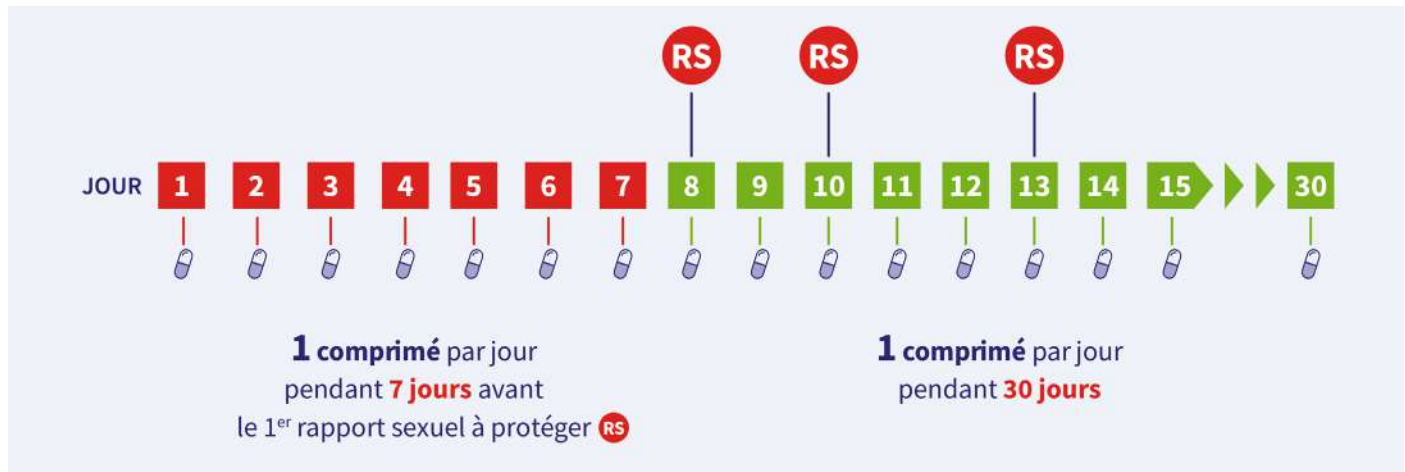 RS RS RS
JOUR 1 2 3 4 5 6 7 8 9 10 11 12 13 14 15 30
1 comprimé par jour
pendant 7 jours avant
le 1er rapport sexuel à protéger RS
1 comprimé par jour
pendant 30 jours